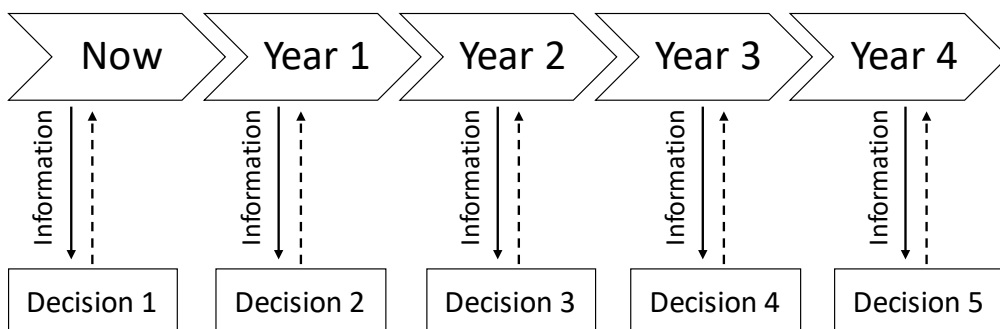 Now
Year 1
Year 2
Year 3
Year 4
Information
Information
Information
Information
Information
Decision 1
Decision 2
Decision 3
Decision 4
Decision 5